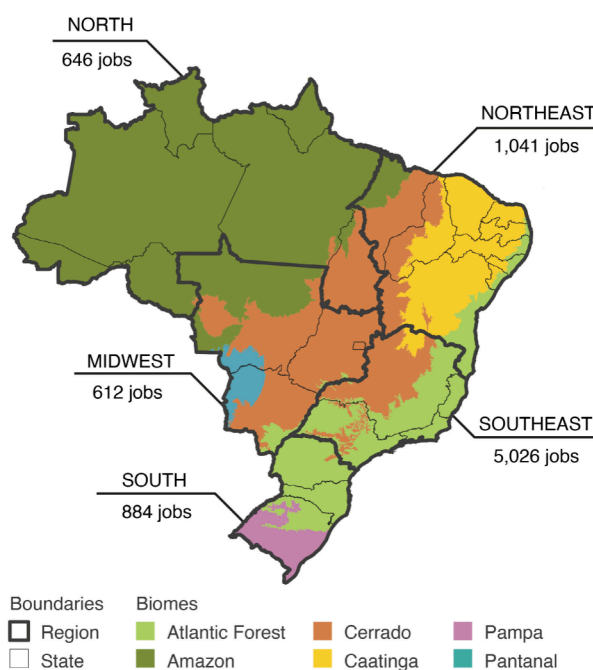 NORTH
646 jobs
NORTHEAST
1,041 jobs
MIDWEST
612 jobs
SOUTHEAST
5,026 jobs
SOUTH
884 jobs
Boundaries
Region
State
Biomes
Atlantic Forest
Amazon
Cerrado
Caatinga
Pampa
Pantanal